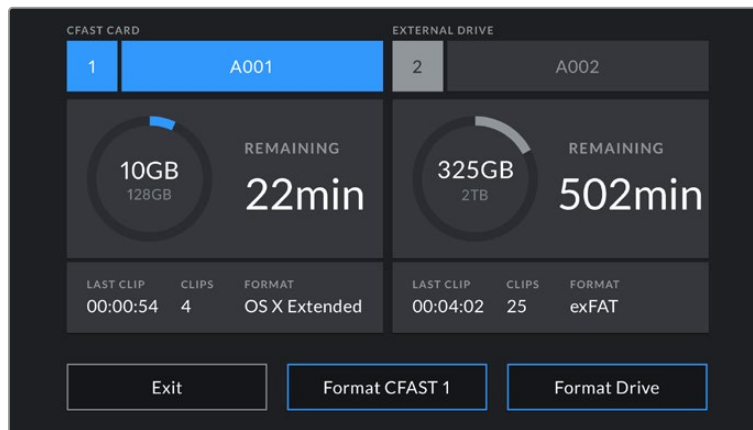 CFAST CARD
1 A001
10GB
128GB
REMAINING
22min
LAST CLIP CLIPS FORMAT
00:00:54 4 OS X Extended
EXTERNAL DRIVE
2 A002
325GB
2TB
REMAINING
502min
LAST CLIP CLIPS FORMAT
00:04:02 25 exFAT
Exit
Format CFAST 1
Format Drive